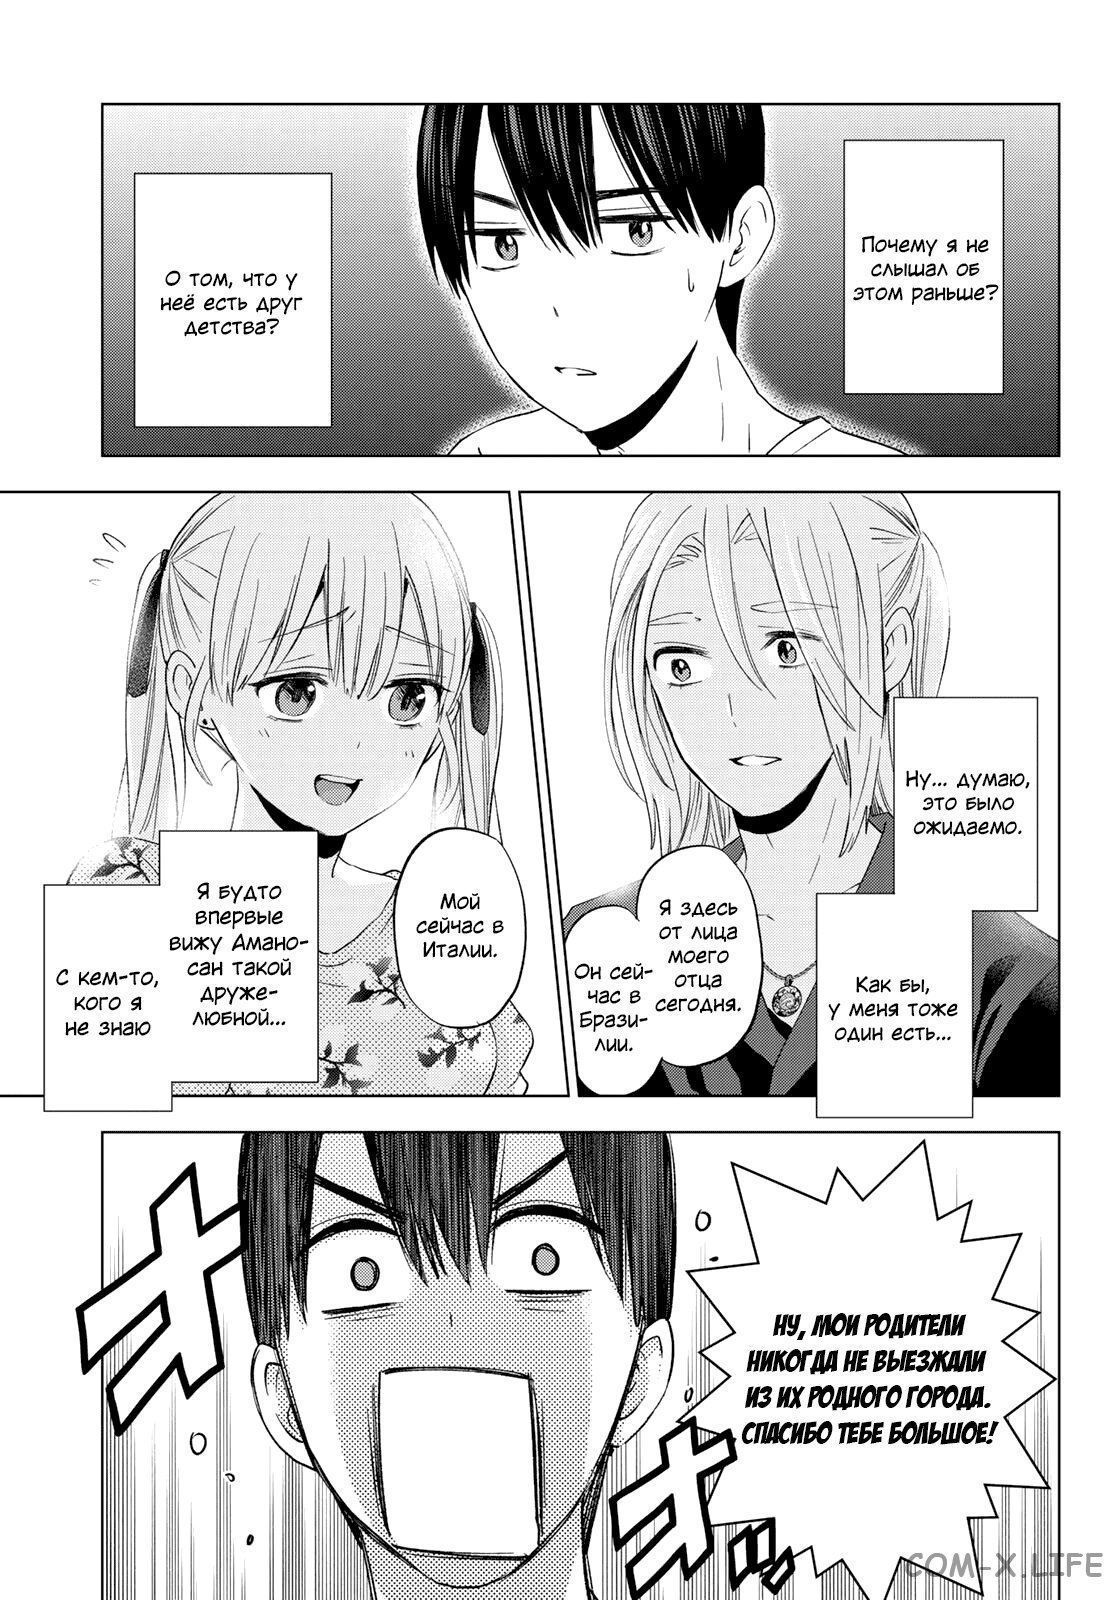 Почему я не
слышал об
этом раньше?
О том, что у
неё есть друг
детства?
Ну... думаю,
это было
ожидаемо.
Как бы,
у меня тоже
один есть...
Я здесь
от лица
моего
отца
сегодня.
Он сей-
час в
Брази-
лии.
Мой
сейчас в
Италии.
Я будто
впервые
вижу Амано-
сан такой
друже-
любной...
С кем-то,
кого я
не знаю
НУ, МОИ РОДИТЕЛИ
НИКОГДА НЕ ВЫЕЗЖАЛИ
ИЗ ИХ РОДНОГО ГОРОДА.
СПАСИБО ТЕБЕ БОЛЬШОЕ!
オ
オ
オ
COM-X.LIFE